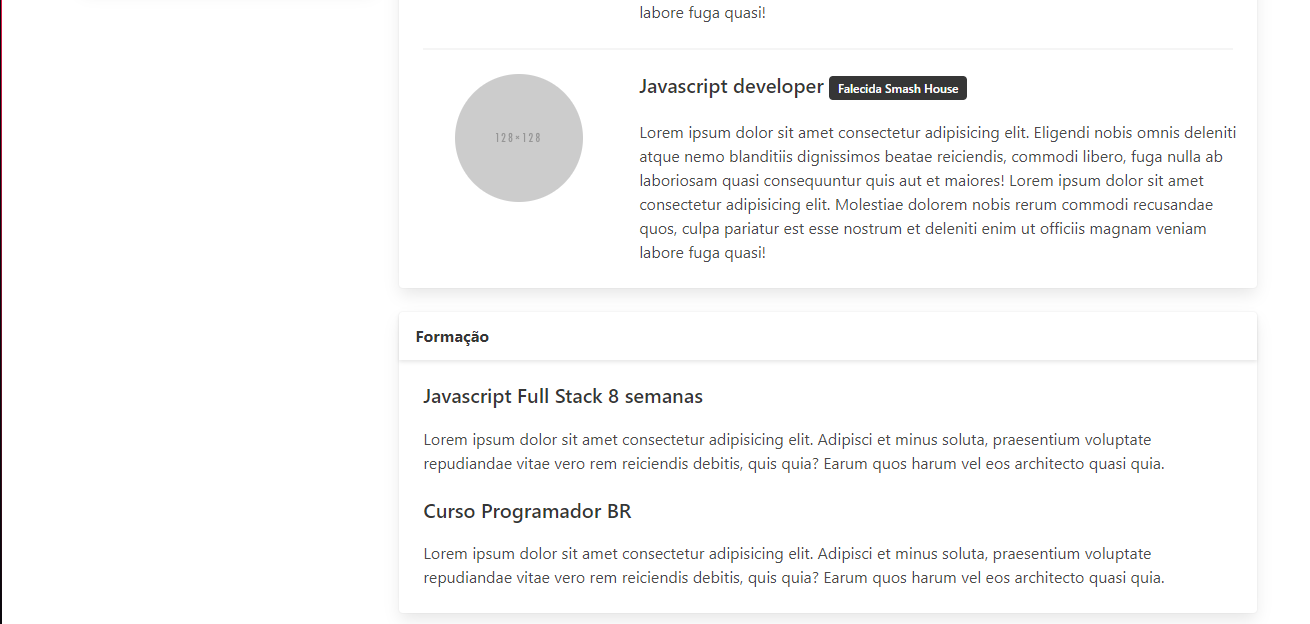 labore fuga quasi!
Javascript developer Falecida Smash House
128×128
Lorem ipsum dolor sit amet consectetur adipisicing elit. Eligendi nobis omnis deleniti
atque nemo blanditiis dignissimos beatae reiciendis, commodi libero, fuga nulla ab
laboriosam quasi consequuntur quis aut et maiores! Lorem ipsum dolor sit amet
consectetur adipisicing elit. Molestiae dolorem nobis rerum commodi recusandae
quos, culpa pariatur est esse nostrum et deleniti enim ut officiis magnam veniam
labore fuga quasi!
Formação
Javascript Full Stack 8 semanas
Lorem ipsum dolor sit amet consectetur adipisicing elit. Adipisci et minus soluta, praesentium voluptate
repudiandae vitae vero rem reiciendis debitis, quis quia? Earum quos harum vel eos architecto quasi quia.
Curso Programador BR
Lorem ipsum dolor sit amet consectetur adipisicing elit. Adipisci et minus soluta, praesentium voluptate
repudiandae vitae vero rem reiciendis debitis, quis quia? Earum quos harum vel eos architecto quasi quia.